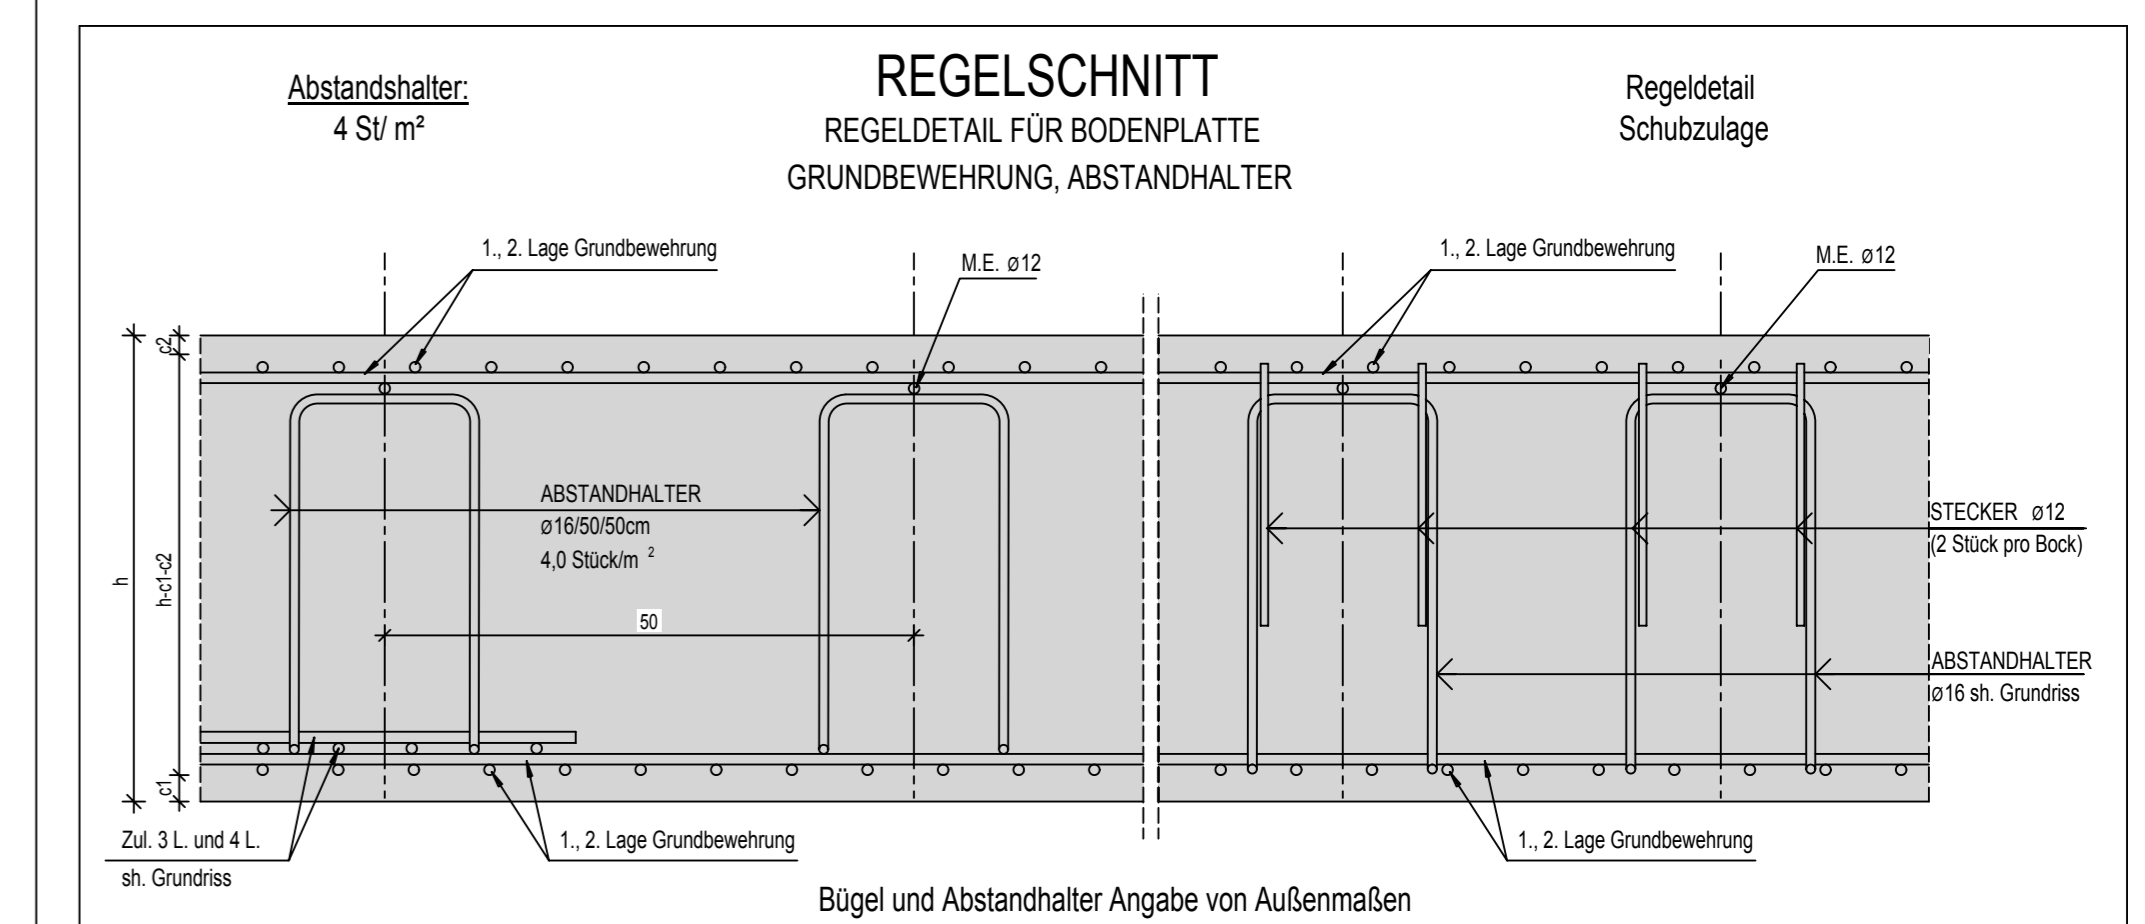 Abstandshalter:
4 St/ m²
REGELSCHNITT
REGELDETAIL FÜR BODENPLATTE
GRUNDBEWEHRUNG, ABSTANDHALTER
Regeldetail
Schubzulage
1., 2. Lage Grundbewehrung
M.E. ø12
1., 2. Lage Grundbewehrung
M.E. ø12
c2
h
h-c1-c2
c1
ABSTANDHALTER
ø16/50/50cm
4,0 Stück/m 2
50
STECKER ø12
(2 Stück pro Bock)
ABSTANDHALTER
ø16 sh. Grundriss
Zul. 3 L. und 4 L.
sh. Grundriss
1., 2. Lage Grundbewehrung
1., 2. Lage Grundbewehrung
Bügel und Abstandhalter Angabe von Außenmaßen